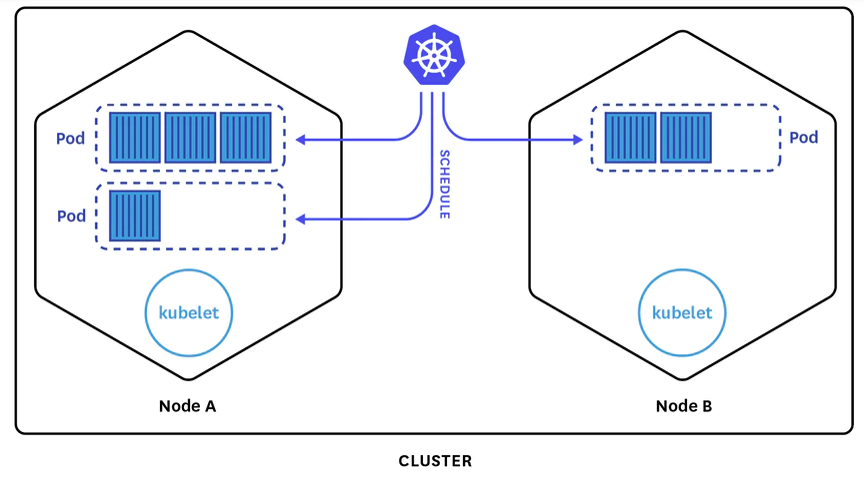 Pod
SCHEDULE
Pod
Pod
kubelet
kubelet
Node A
Node B
CLUSTER